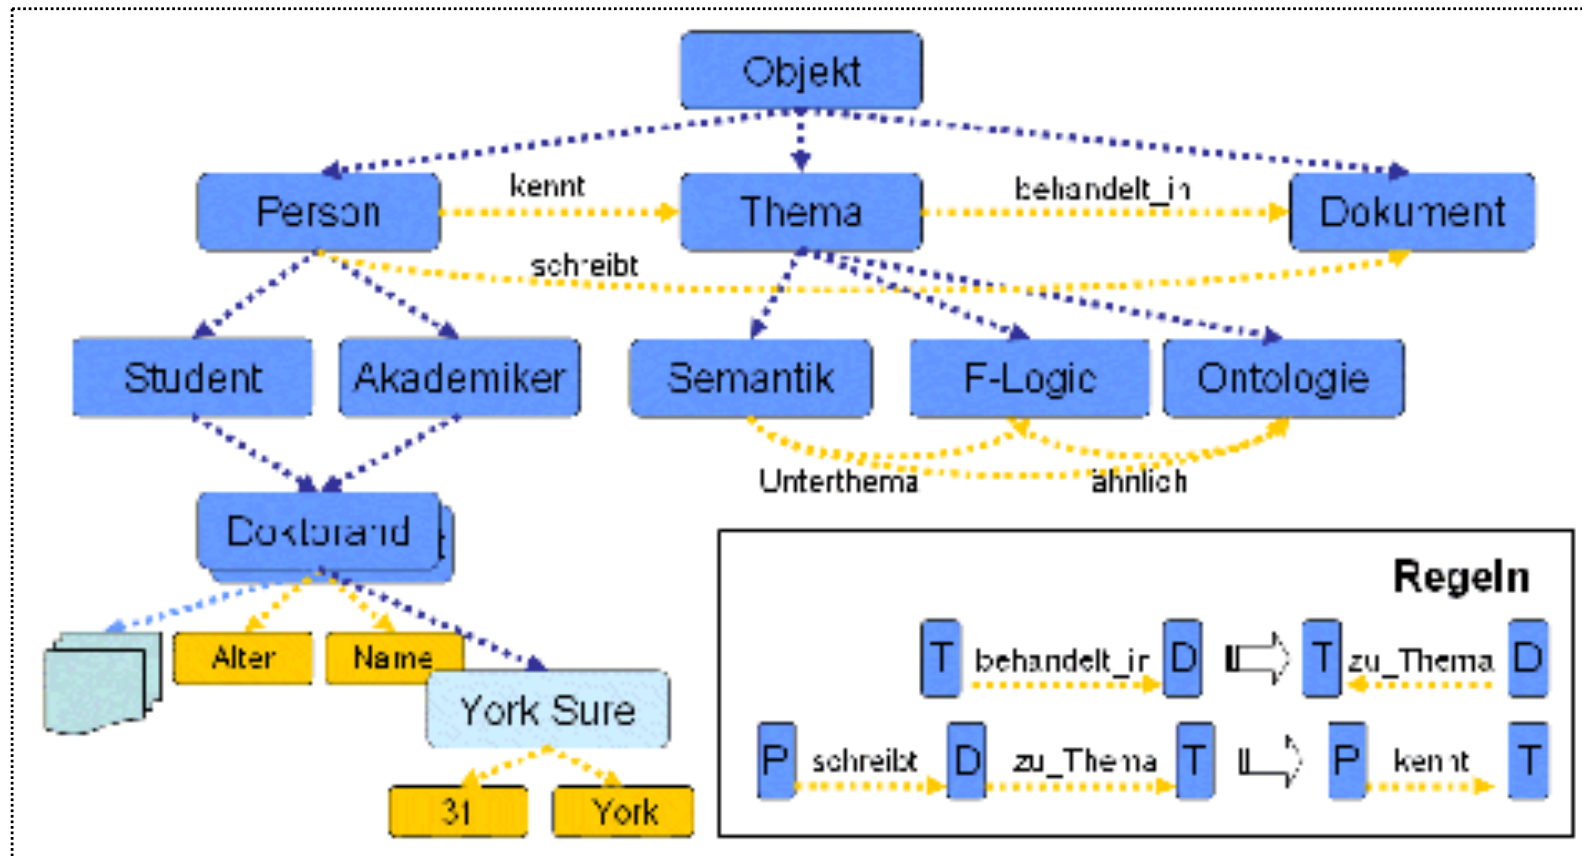 Objekt
Person
kennt
Thema
behandelt_in
Dokument
schreibt
Student
Akademiker
Semantik
F-Logic
Ontologie
Unterthema
ähnlich
Doktorand
Alter
Name
York Sure
31
York
Regeln
T behandelt_in D T zu_Thema D
P schreibt D zu_Thema T P kennt T